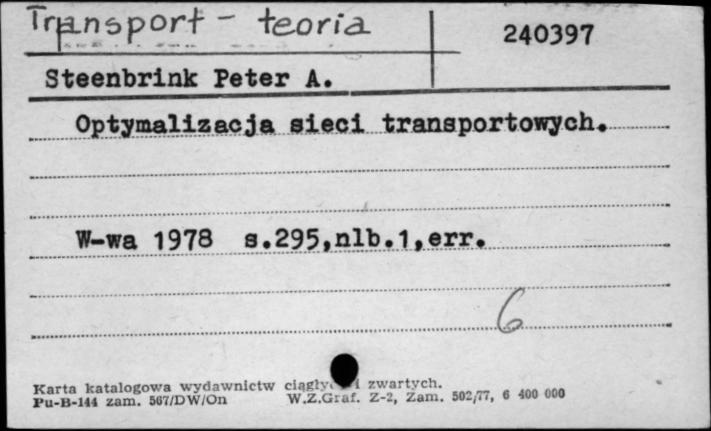 Transport - teoria
240397
Steenbrink Peter A.
Optymalizacja sieci transportowych.
W-wa 1978 s.295,nlb.1,err.
6
Karta katalogowa wydawnictw ciągłych i zwartych.
Pu-B-144 zam. 567/DW/On W.Z.Graf. Z-2, Zam. 502/77, 6 400 000